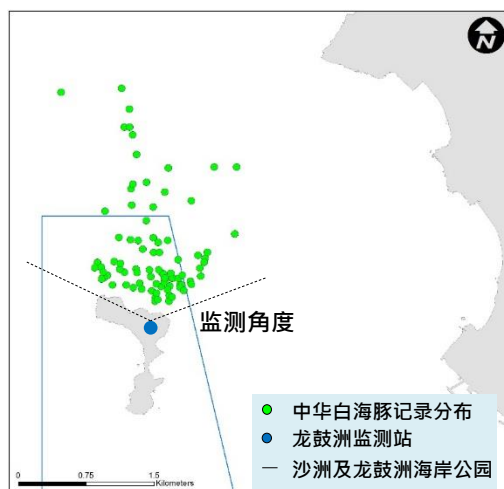 N
监测角度
中华白海豚记录分布
龙鼓洲监测站
沙洲及龙鼓洲海岸公园
0 0.75 1.5
Kilometers